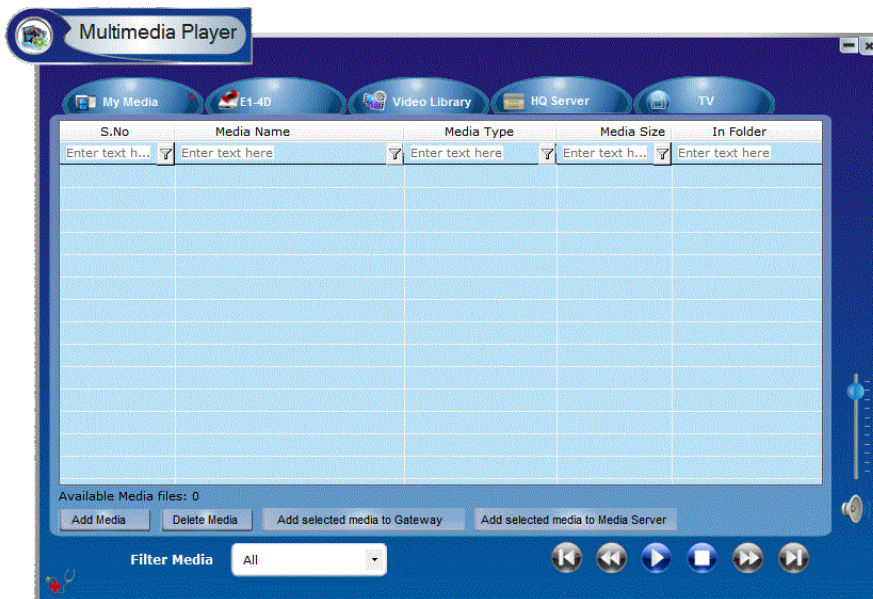 Multimedia Player
My Media E1-4D Video Library HQ Server TV
S.No Media Name Media Type Media Size In Folder
Enter text h... Enter text here Enter text here Enter text h... Enter text here
Available Media files: 0
Add Media Delete Media Add selected media to Gateway Add selected media to Media Server
Filter Media All